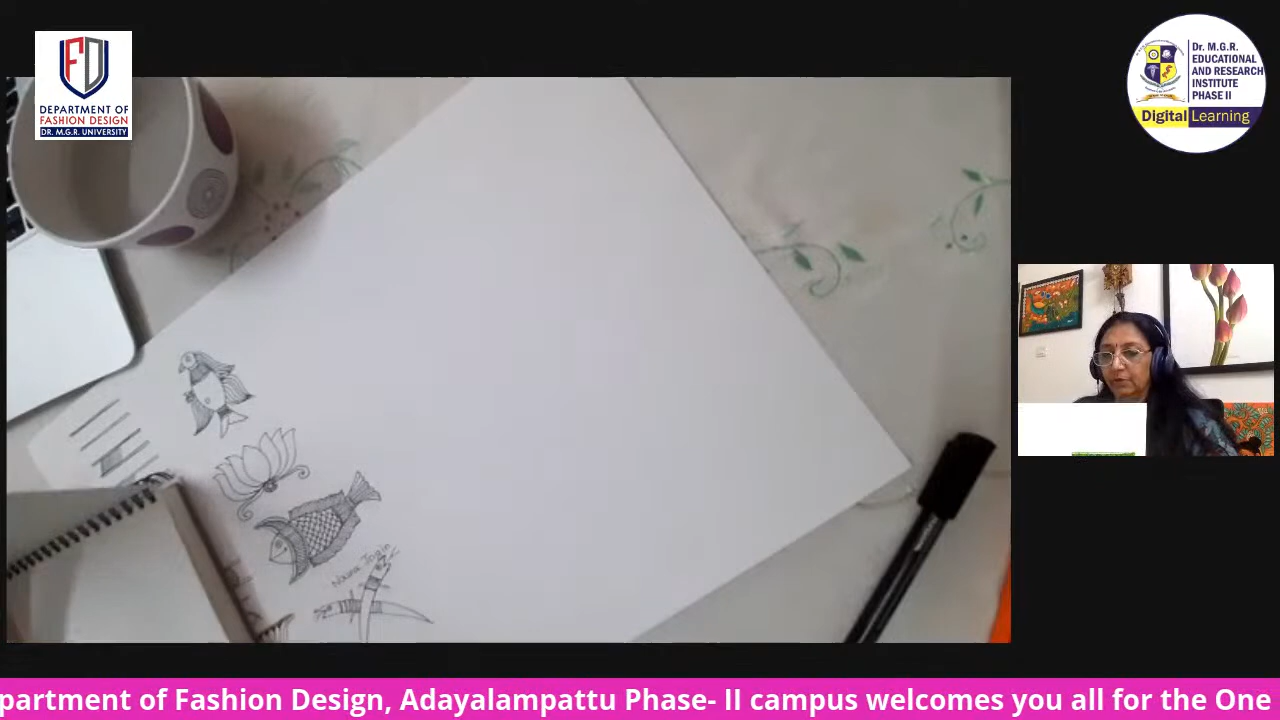 FD
DEPARTMENT OF
FASHION DESIGN
DR. M.G.R. UNIVERSITY
Dr. M.G.R.
EDUCATIONAL
AND RESEARCH
INSTITUTE
PHASE II
Digital Learning
partment of Fashion Design, Adayalampattu Phase- II campus welcomes you all for the One